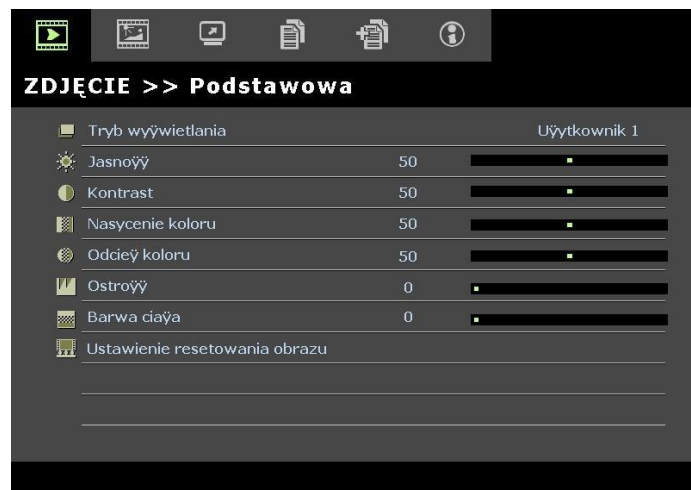 ZDJĘCIE >> Podstawowa
Tryb wyÿwietlania Uÿytkownik 1
Jasnoÿÿ 50
Kontrast 50
Nasycenie koloru 50
Odcieÿ koloru 50
Ostroÿÿ 0
Barwa ciaÿa 0
Ustawienie resetowania obrazu